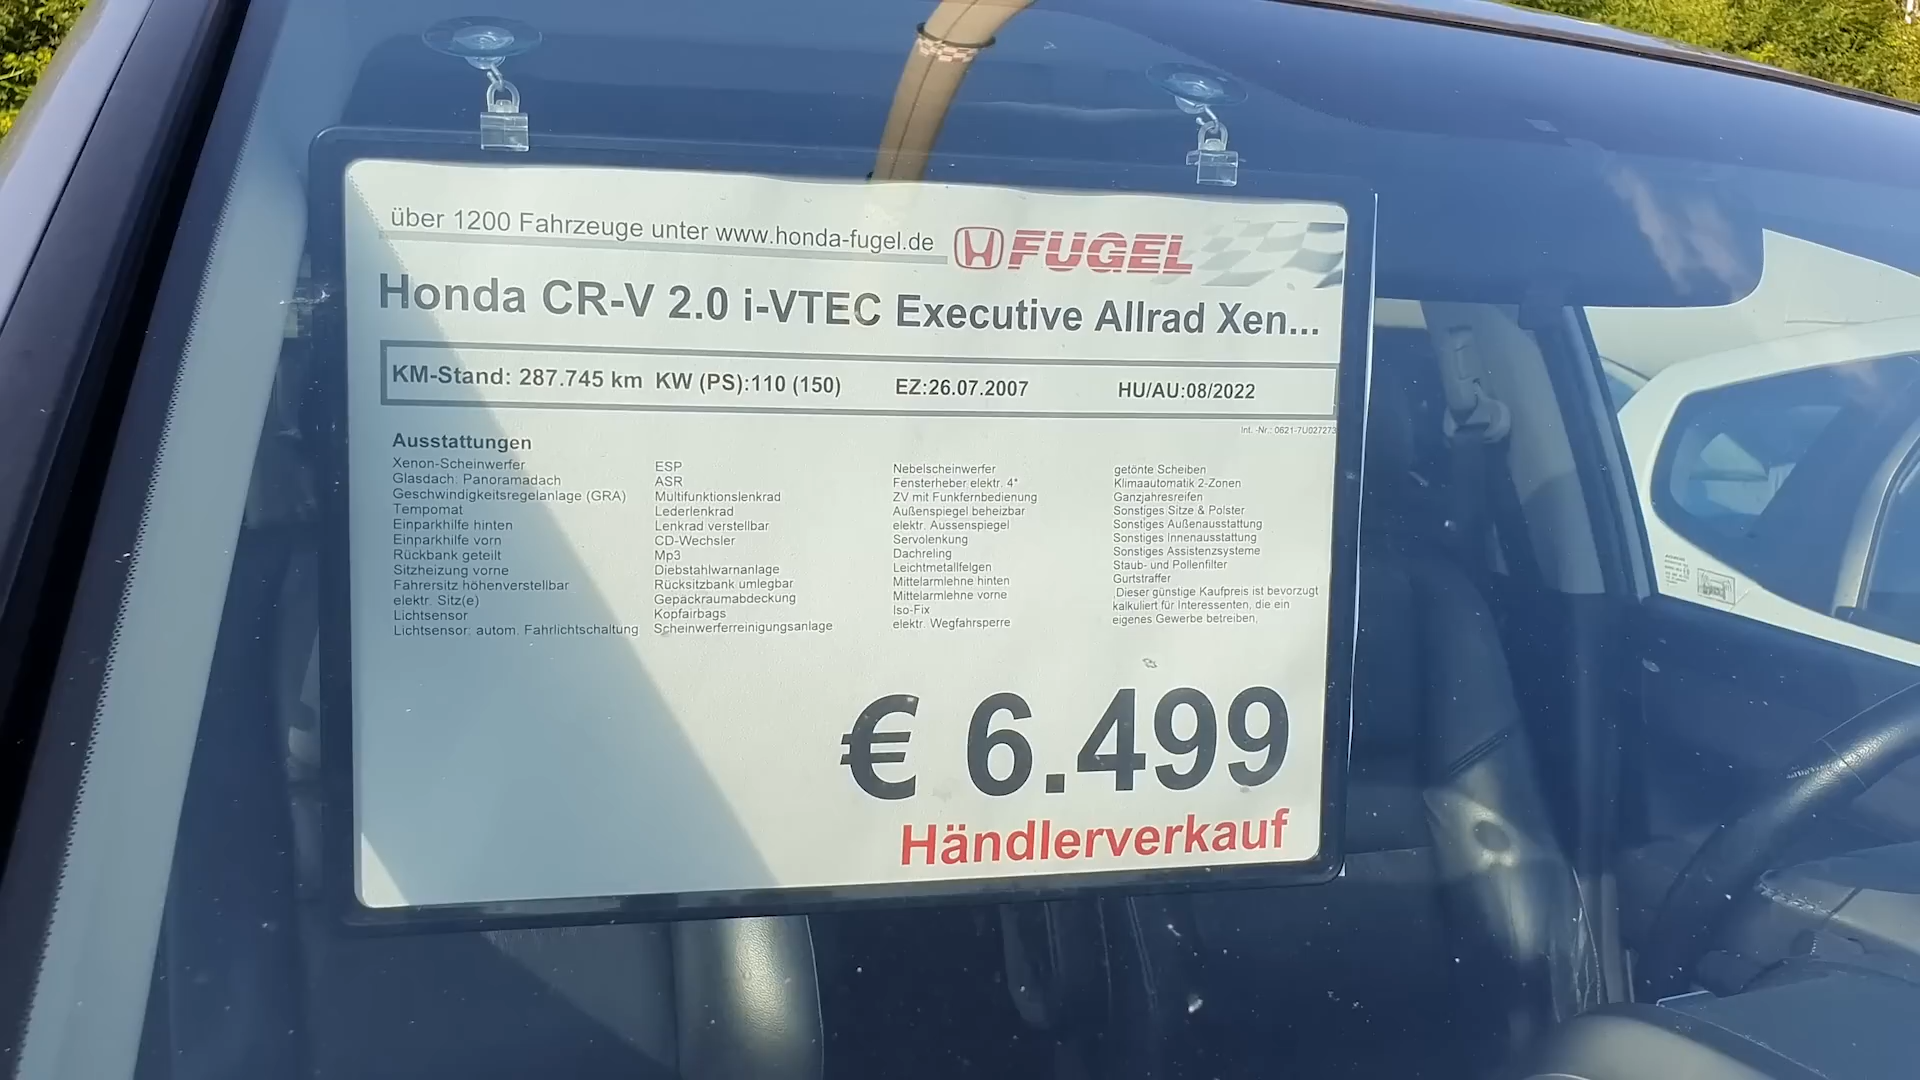 über 1200 Fahrzeuge unter www.honda-fugel.de
FUGEL
Honda CR-V 2.0 i-VTEC Executive Allrad Xen...
KM-Stand: 287.745 km KW (PS):110 (150) EZ:26.07.2007 HU/AU:08/2022
Int. -Nr.: 0621-7U027273
Ausstattungen
Xenon-Scheinwerfer
Glasdach: Panoramadach
Geschwindigkeitsregelanlage (GRA)
Tempomat
Einparkhilfe hinten
Einparkhilfe vorn
Rückbank geteilt
Sitzheizung vorne
Fahrersitz höhenverstellbar
elektr. Sitz(e)
Lichtsensor
Lichtsensor: autom. Fahrlichtschaltung
ESP
ASR
Multifunktionslenkrad
Lederlenkrad
Lenkrad verstellbar
CD-Wechsler
Mp3
Diebstahlwarnanlage
Rücksitzbank umlegbar
Gepäckraumabdeckung
Kopfairbags
Scheinwerferreinigungsanlage
Nebelscheinwerfer
Fensterheber elektr. 4*
ZV mit Funkfernbedienung
Außenspiegel beheizbar
elektr. Aussenspiegel
Servolenkung
Dachreling
Leichtmetallfelgen
Mittelarmlehne hinten
Mittelarmlehne vorne
Iso-Fix
elektr. Wegfahrsperre
getönte Scheiben
Klimaautomatik 2-Zonen
Ganzjahresreifen
Sonstiges Sitze & Polster
Sonstiges Außenausstattung
Sonstiges Innenausstattung
Sonstiges Assistenzsysteme
Staub- und Pollenfilter
Gurtstraffer
,Dieser günstige Kaufpreis ist bevorzugt
kalkuliert für Interessenten, die ein
eigenes Gewerbe betreiben,
€ 6.499
Händlerverkauf